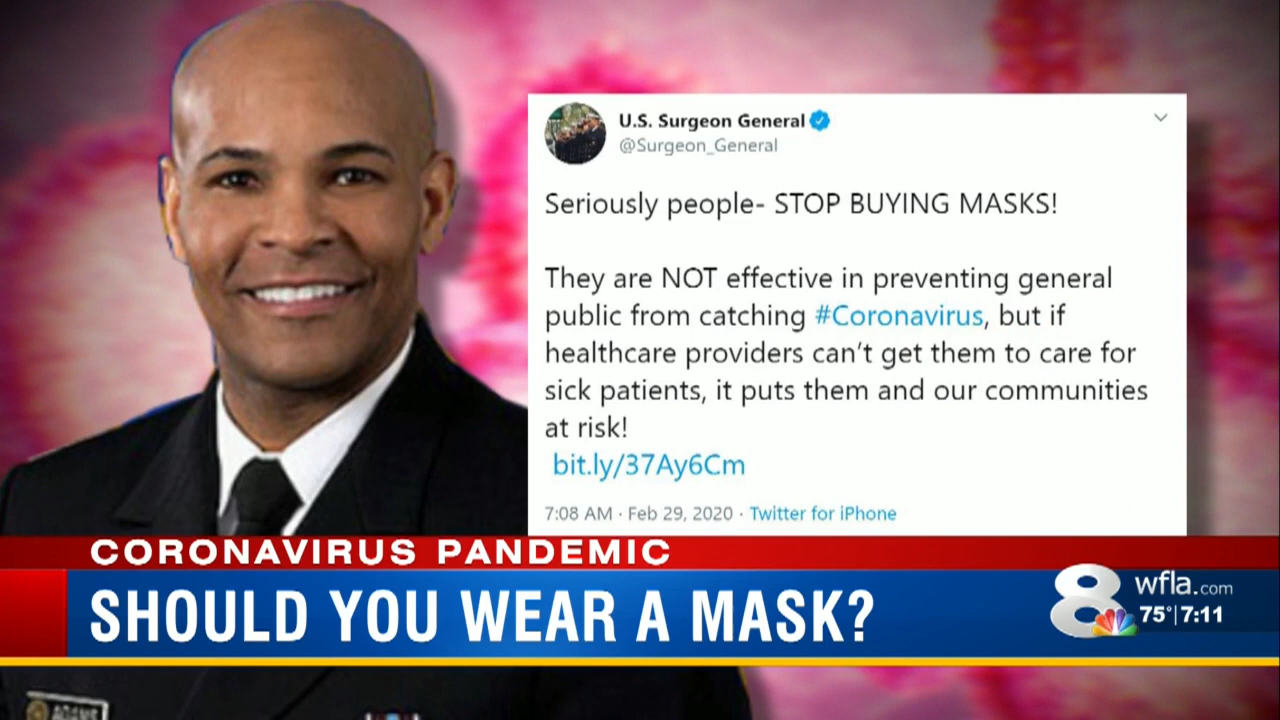 U.S. Surgeon General
@Surgeon_General
Seriously people- STOP BUYING MASKS!
They are NOT effective in preventing general
public from catching #Coronavirus, but if
healthcare providers can't get them to care for
sick patients, it puts them and our communities
at risk!
bit.ly/37Ay6Cm
7:08 AM · Feb 29, 2020 · Twitter for iPhone
CORONAVIRUS PANDEMIC
SHOULD YOU WEAR A MASK?
8
wfla.com
75° | 7:11
ADAMS